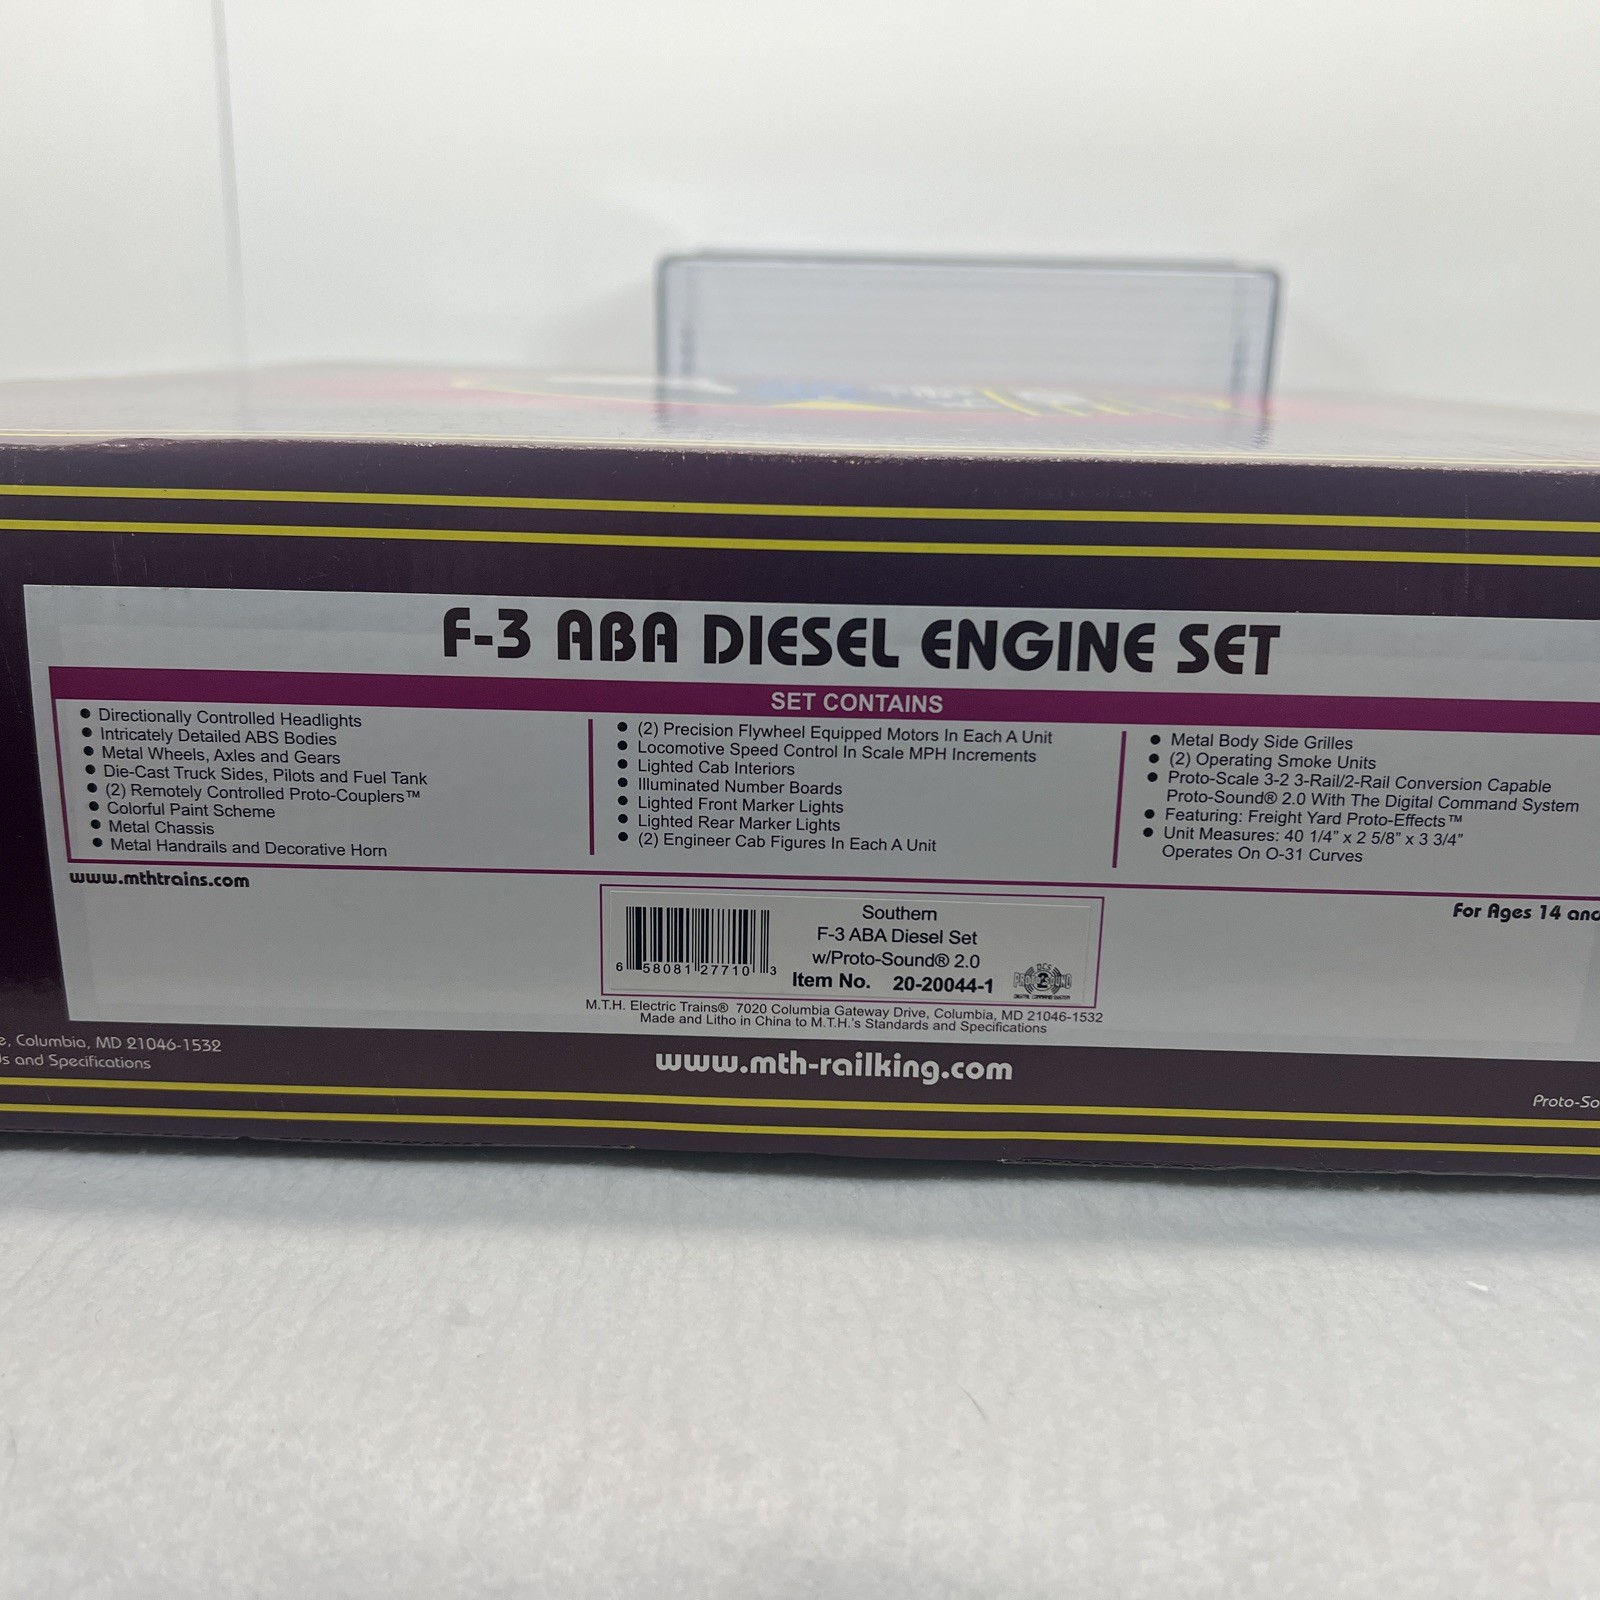 F-3 ABA DIESEL ENGINE SET
SET CONTAINS
● Directionally Controlled Headlights
● Intricately Detailed ABS Bodies
● Metal Wheels, Axles and Gears
● Die-Cast Truck Sides, Pilots and Fuel Tank
● (2) Remotely Controlled Proto-Couplers™
● Colorful Paint Scheme
● Metal Chassis
● Metal Handrails and Decorative Horn
● (2) Precision Flywheel Equipped Motors In Each A Unit
● Locomotive Speed Control In Scale MPH Increments
● Lighted Cab Interiors
● Illuminated Number Boards
● Lighted Front Marker Lights
● Lighted Rear Marker Lights
● (2) Engineer Cab Figures In Each A Unit
● Metal Body Side Grilles
● (2) Operating Smoke Units
● Proto-Scale 3-2 3-Rail/2-Rail Conversion Capable
Proto-Sound® 2.0 With The Digital Command System
● Featuring: Freight Yard Proto-Effects™
● Unit Measures: 40 1/4” x 2 5/8” x 3 3/4”
Operates On O-31 Curves
www.mthtrains.com
For Ages 14 and
6 58081 27710 3
Southern
F-3 ABA Diesel Set
w/Proto-Sound® 2.0
Item No. 20-20044-1
DCS
PROTO-SOUND 2
DIGITAL COMMAND SYSTEM
M.T.H. Electric Trains® 7020 Columbia Gateway Drive, Columbia, MD 21046-1532
Made and Litho in China to M.T.H.'s Standards and Specifications
e, Columbia, MD 21046-1532
ds and Specifications
www.mth-railking.com
Proto-So